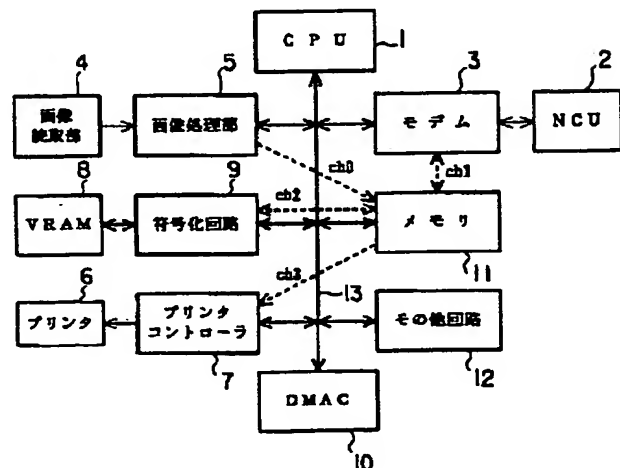 CPU
1
4
5
3
2
画像
読取部
画像処理部
モデム
NCU
ch0
ch1
8
9
ch2
VRAM
符号化回路
メモリ
11
6
ch3
13
プリンタ
プリンタ
コントローラ
その他回路
7
12
DMAC
10